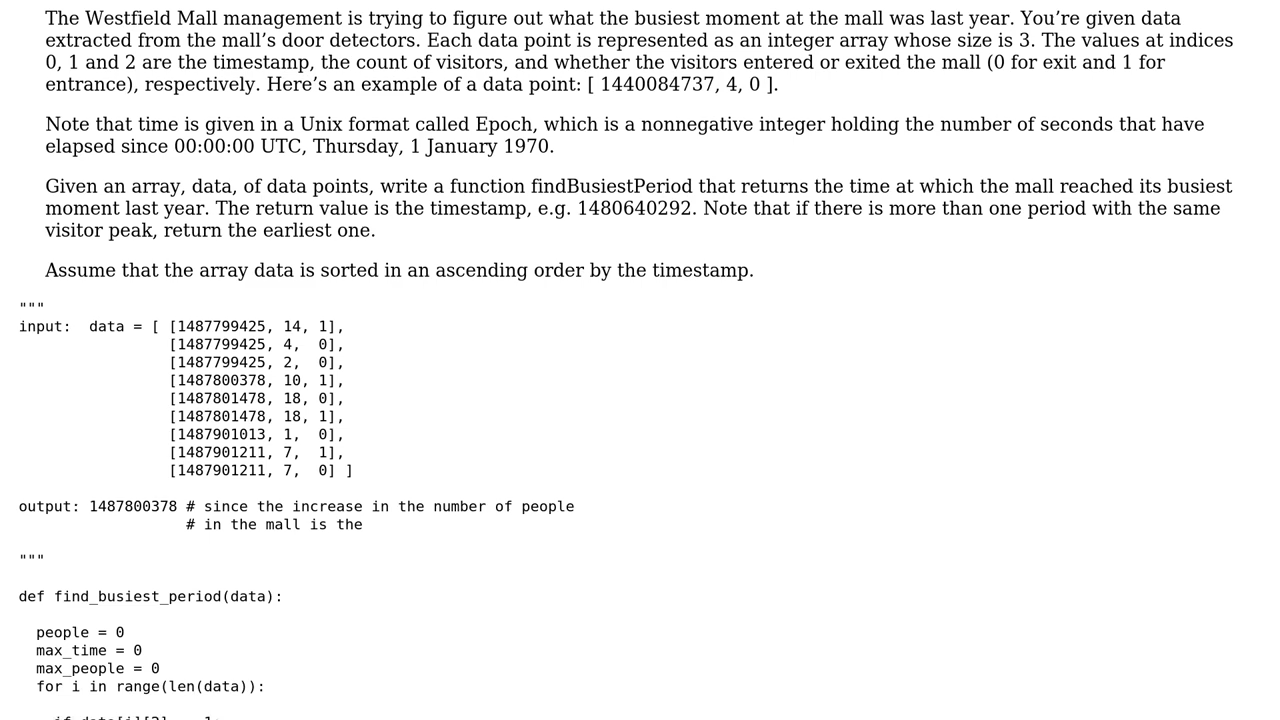 The Westfield Mall management is trying to figure out what the busiest moment at the mall was last year. You’re given data
extracted from the mall’s door detectors. Each data point is represented as an integer array whose size is 3. The values at indices
0, 1 and 2 are the timestamp, the count of visitors, and whether the visitors entered or exited the mall (0 for exit and 1 for
entrance), respectively. Here’s an example of a data point: [ 1440084737, 4, 0 ].
Note that time is given in a Unix format called Epoch, which is a nonnegative integer holding the number of seconds that have
elapsed since 00:00:00 UTC, Thursday, 1 January 1970.
Given an array, data, of data points, write a function findBusiestPeriod that returns the time at which the mall reached its busiest
moment last year. The return value is the timestamp, e.g. 1480640292. Note that if there is more than one period with the same
visitor peak, return the earliest one.
Assume that the array data is sorted in an ascending order by the timestamp.
"""
input:  data = [ [1487799425, 14, 1],
                 [1487799425, 4,  0],
                 [1487799425, 2,  0],
                 [1487800378, 10, 1],
                 [1487801478, 18, 0],
                 [1487801478, 18, 1],
                 [1487901013, 1,  0],
                 [1487901211, 7,  1],
                 [1487901211, 7,  0] ]
output: 1487800378 # since the increase in the number of people
                   # in the mall is the
"""
def find_busiest_period(data):
  people = 0
  max_time = 0
  max_people = 0
  for i in range(len(data)):